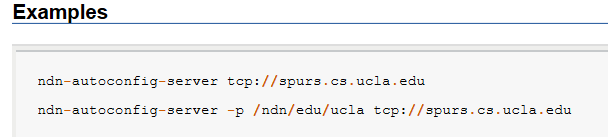 Examples
ndn-autoconfig-server tcp://spurs.cs.ucla.edu
ndn-autoconfig-server -p /ndn/edu/ucla tcp://spurs.cs.ucla.edu